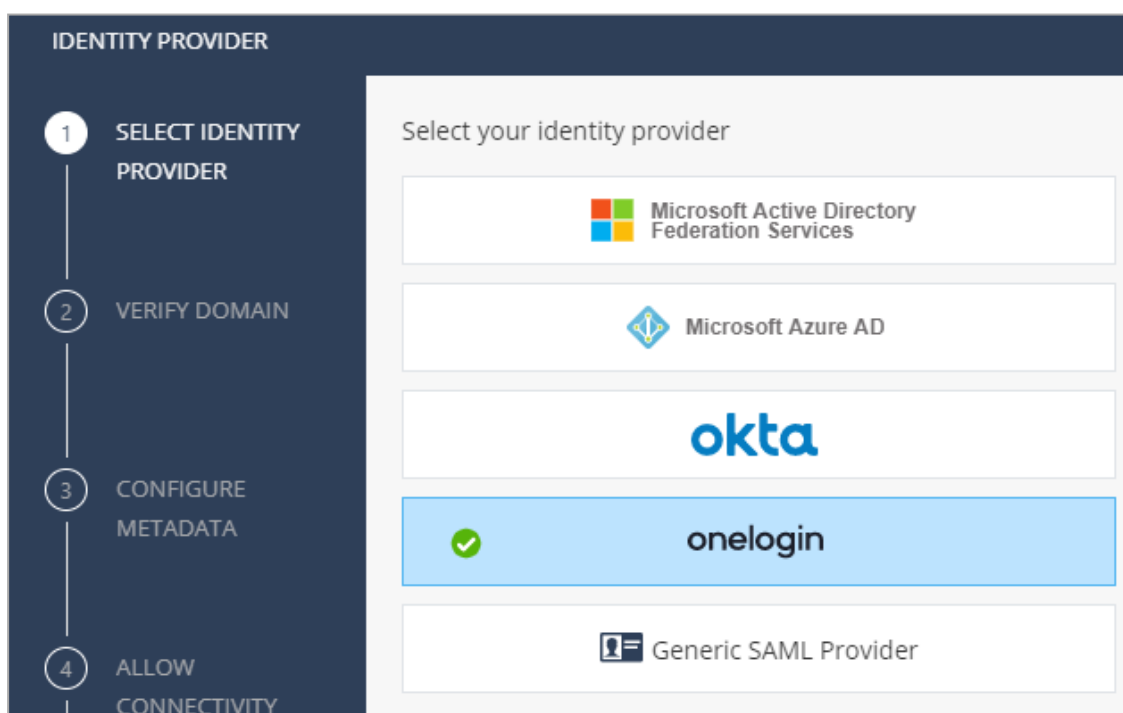 IDENTITY PROVIDER
1
SELECT IDENTITY
PROVIDER
2
VERIFY DOMAIN
3
CONFIGURE
METADATA
4
ALLOW
CONNECTIVITY
Select your identity provider
Microsoft Active Directory
Federation Services
Microsoft Azure AD
okta
onelogin
Generic SAML Provider